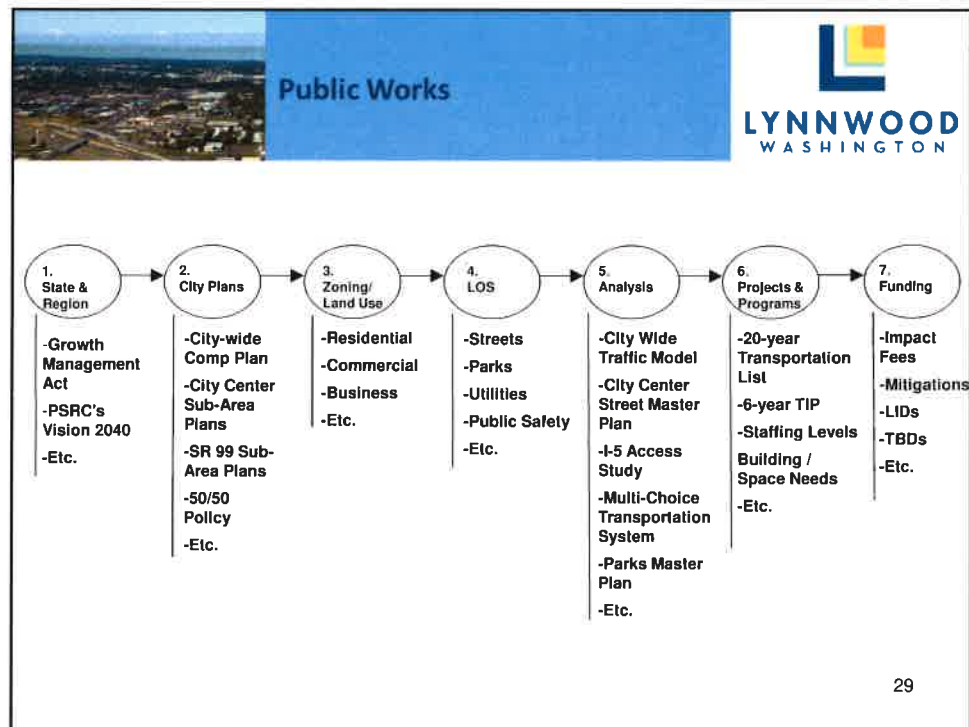 Public Works
LYNNWOOD
WASHINGTON
1.
State &
Region
-Growth
Management
Act
-PSRC's
Vision 2040
-Etc.
2.
City Plans
-City-wide
Comp Plan
-City Center
Sub-Area
Plans
-SR 99 Sub-
Area Plans
-50/50
Policy
-Etc.
3.
Zoning/
Land Use
-Residential
-Commercial
-Business
-Etc.
4.
LOS
-Streets
-Parks
-Utilities
-Public Safety
-Etc.
5.
Analysis
-City Wide
Traffic Model
-City Center
Street Master
Plan
-I-5 Access
Study
-Multi-Choice
Transportation
System
-Parks Master
Plan
-Etc.
6.
Projects &
Programs
-20-year
Transportation
List
-6-year TIP
-Staffing Levels
Building /
Space Needs
-Etc.
7.
Funding
-Impact
Fees
-Mitigations
-LIDs
-TBDs
-Etc.
29